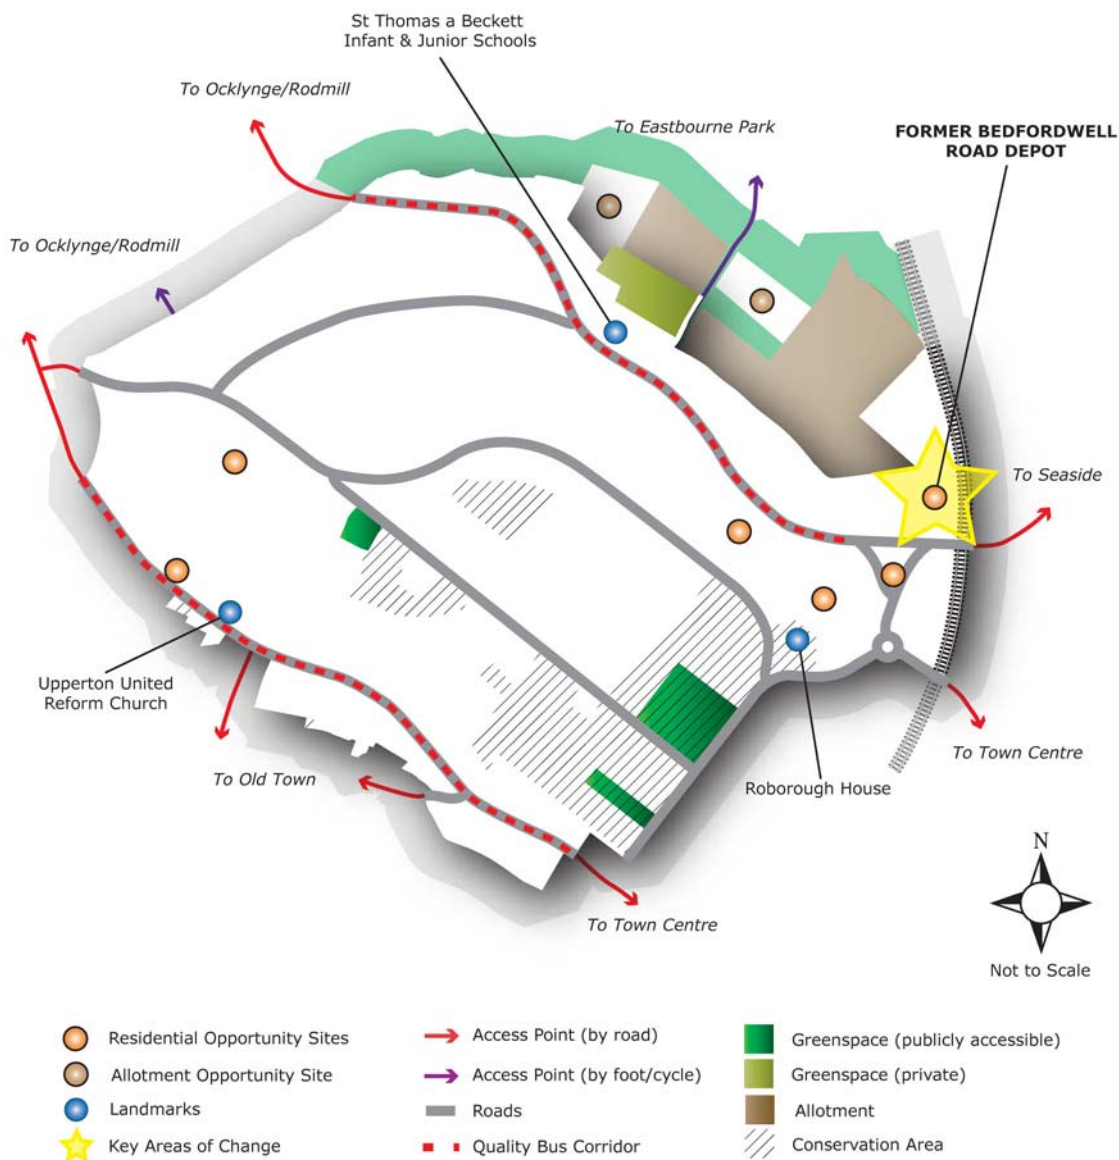 St Thomas a Beckett
Infant & Junior Schools
To Ocklynge/Rodmill
To Eastbourne Park
FORMER BEDFORDWELL
ROAD DEPOT
To Ocklynge/Rodmill
To Seaside
Upperton United
Reform Church
To Old Town
To Town Centre
Roborough House
To Town Centre
N
Not to Scale
Residential Opportunity Sites
Allotment Opportunity Site
Landmarks
Key Areas of Change
Access Point (by road)
Access Point (by foot/cycle)
Roads
Quality Bus Corridor
Greenspace (publicly accessible)
Greenspace (private)
Allotment
Conservation Area